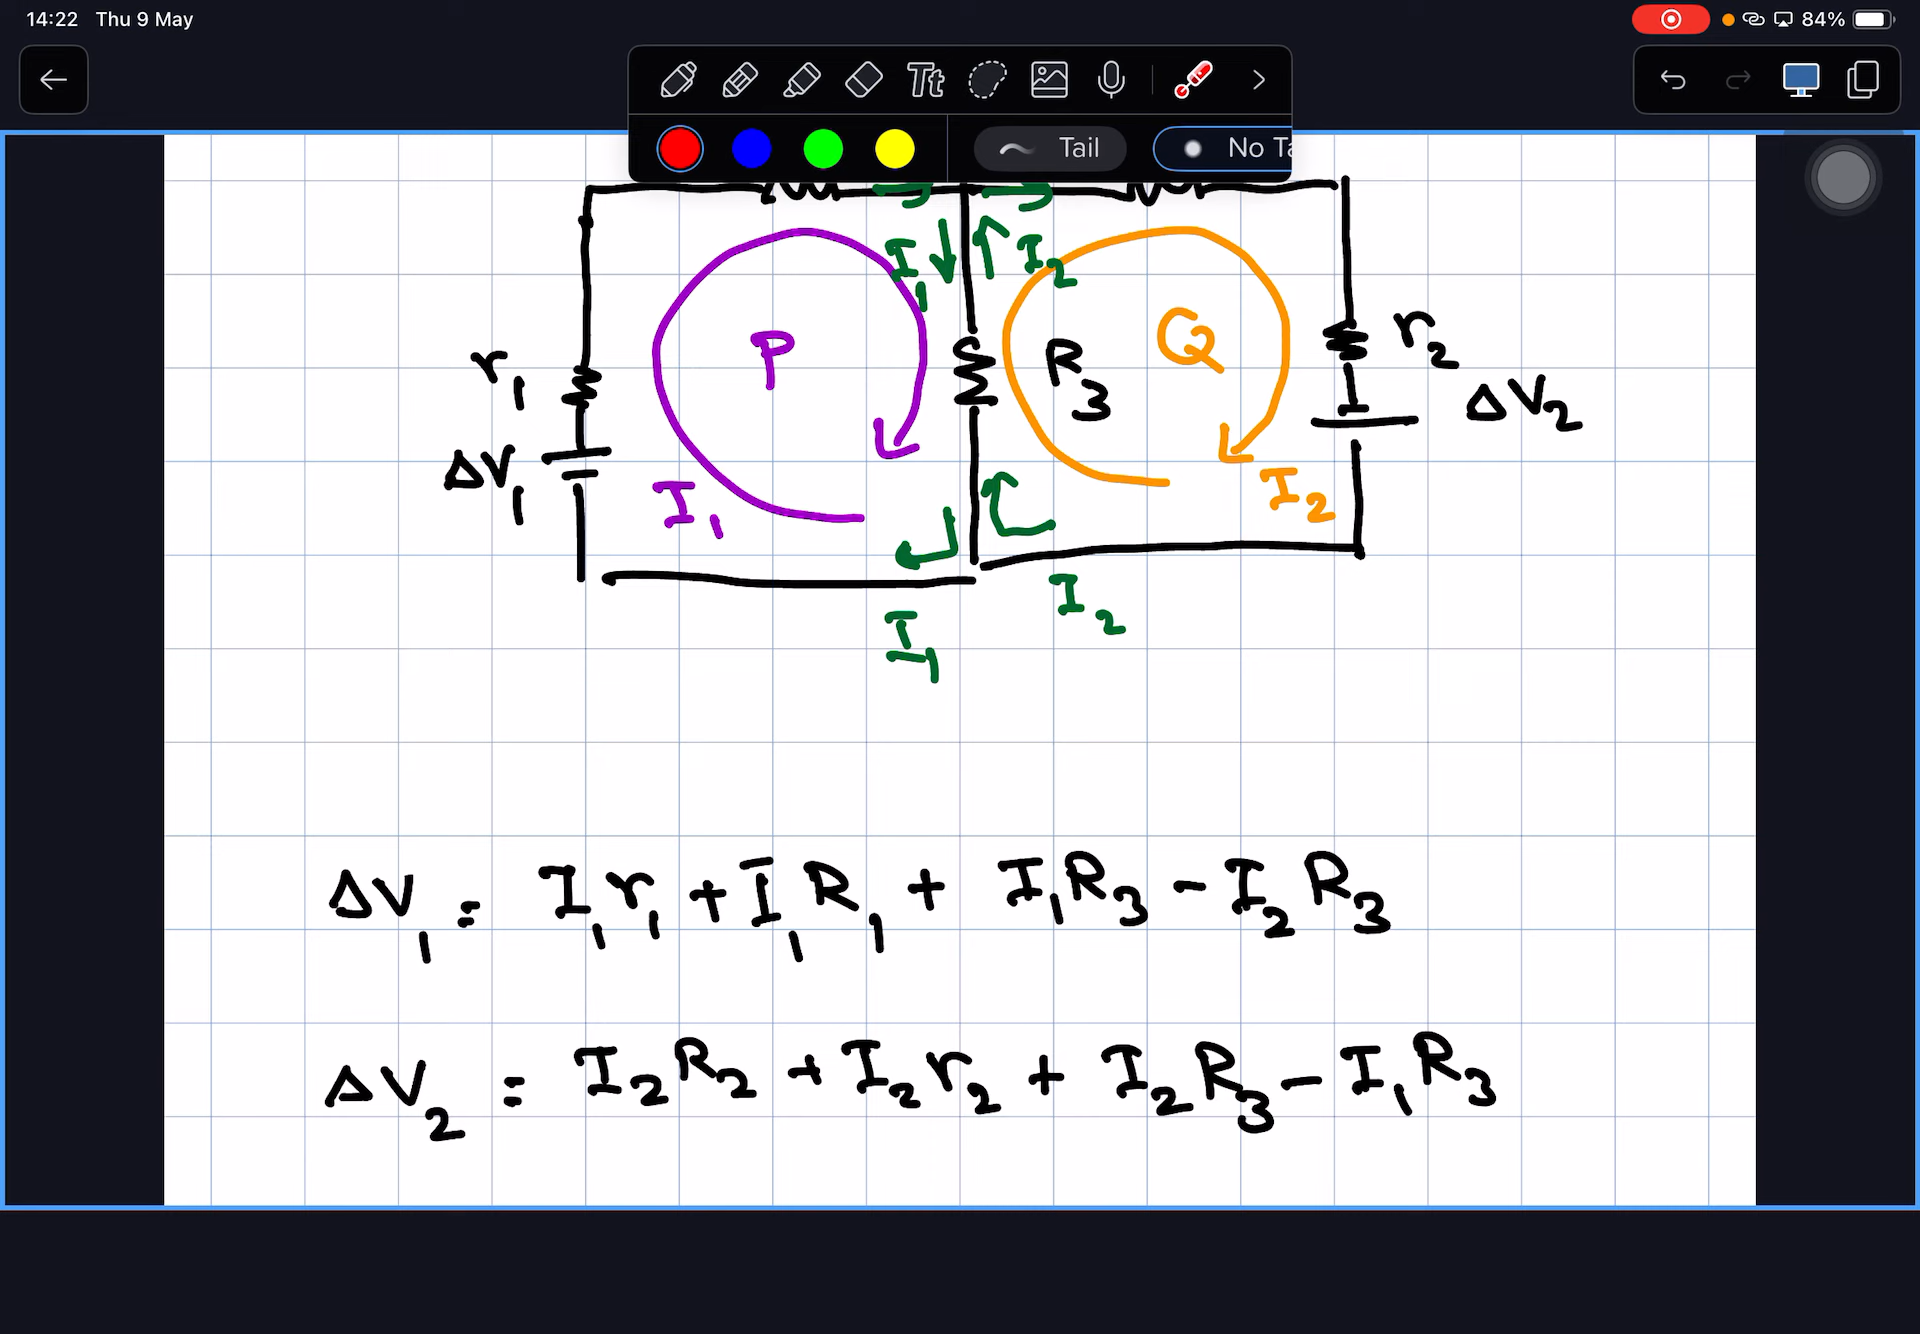 14:22 Thu 9 May
84%
Tt
Tail
No Ta
I₁
I₂
P
Q
r₁
R₃
r₂
ΔV₂
ΔV₁
I₁
I₂
I₂
I₁
ΔV₁ = I₁r₁ + I₁R₁ + I₁R₃ - I₂R₃
ΔV₂ = I₂R₂ + I₂r₂ + I₂R₃ - I₁R₃